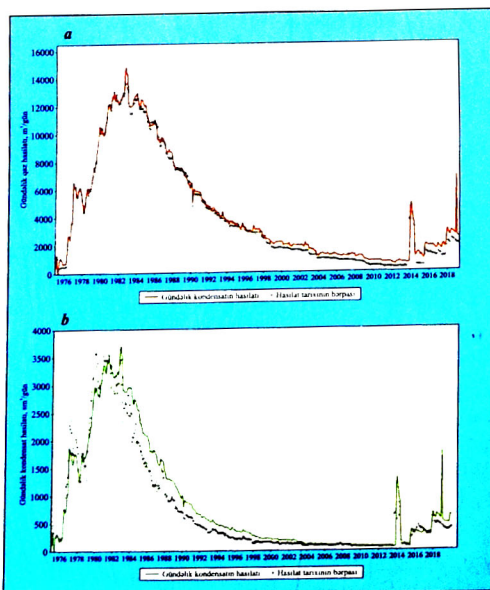 a
Gündəlik qaz hasilatı, m³/gün
16000
14000
12000
10000
8000
6000
4000
2000
0
1976 1978 1980 1982 1984 1986 1988 1990 1992 1994 1996 1998 2000 2002 2004 2006 2008 2010 2012 2014 2016 2018
Gündəlik kondensatın hasilatı Hasilat tarixinin bərpası
b
Gündəlik kondensat hasilatı, sm³/gün
4000
3500
3000
2500
2000
1500
1000
500
0
1976 1978 1980 1982 1984 1986 1988 1990 1992 1994 1996 1998 2000 2002 2004 2006 2008 2010 2012 2014 2016 2018
Gündəlik kondensatın hasilatı Hasilat tarixinin bərpası